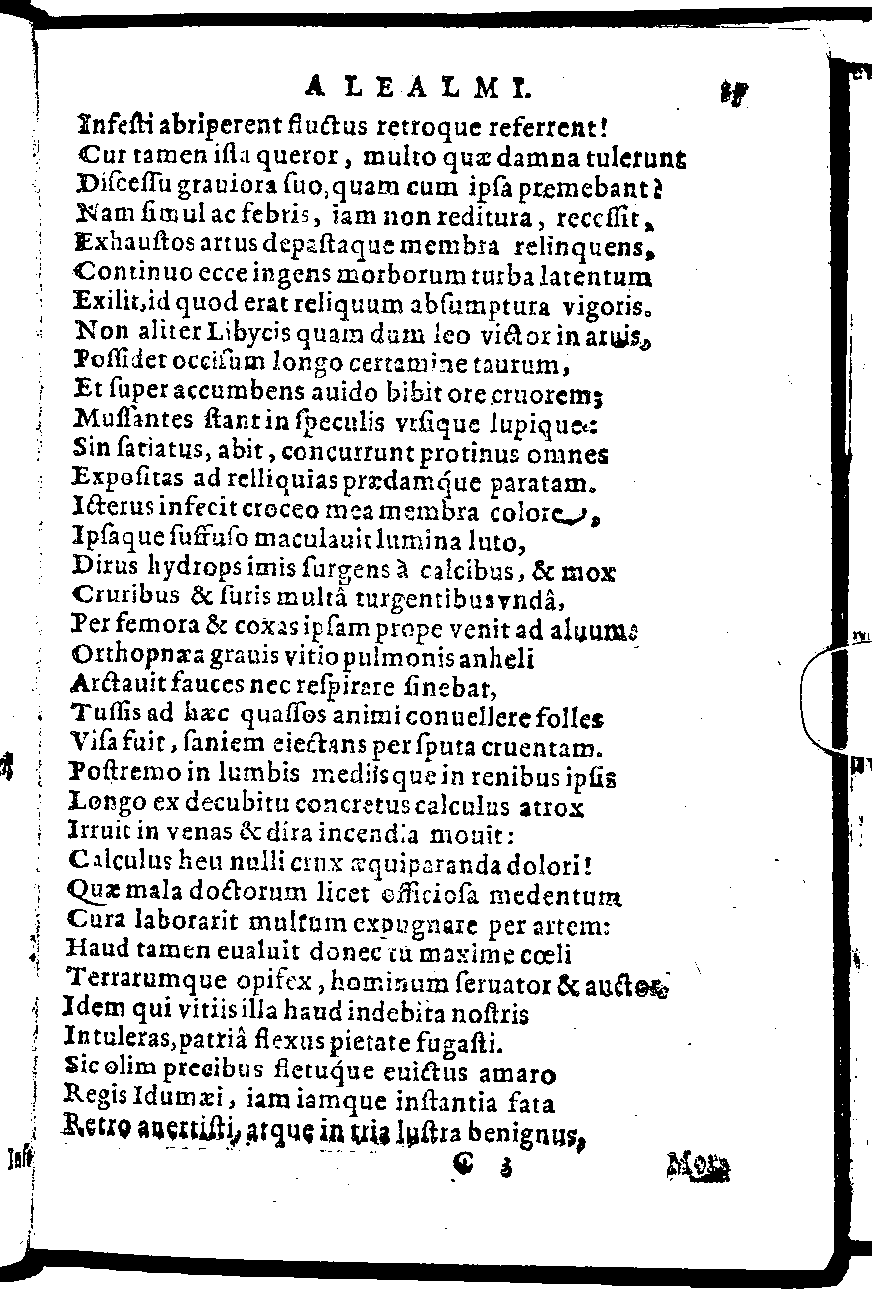 ALEALMI.
Infeſti abriperent fluctus retroque referrent!
Cur tamen iſta queror, multo quæ damna tulerunt
Diſceſſu grauiora ſuo, quam cum ipſa premebant?
Nam ſimul ac febris, iam non reditura, receſſit,
Exhauſtos artus depaſtaque membra relinquens,
Continuo ecce ingens morborum turba latentum
Exilit, id quod erat reliquum abſumptura vigoris.
Non aliter Libycis quam dum leo victor in aruis,
Poſſidet occiſum longo certamine taurum,
Et ſuper accumbens auido bibit ore cruorem;
Muſſantes ſtant in ſpeculis vrſique lupique:
Sin ſatiatus, abit, concurrunt protinus omnes
Expoſitas ad relliquias prædamq́ue paratam.
Icterus infecit croceo mea membra colore,
Ipſaque ſuffuſo maculauit lumina luto,
Dirus hydrops imis ſurgens à calcibus, & mox
Cruribus & ſuris multâ turgentibus vndâ,
Per femora & coxas ipſam prope venit ad aluum:
Orthopnæa grauis vitio pulmonis anheli
Arctauit fauces nec reſpirare ſinebat,
Tuſſis ad hæc quaſſos animi conuellere folles
Viſa fuit, ſaniem eiectans per ſputa cruentam.
Poſtremo in lumbis mediisque in renibus ipſis
Longo ex decubitu concretus calculus atrox
Irruit in venas & dira incendia mouit:
Calculus heu nulli crux æquiparanda dolori!
Quæ mala doctorum licet officioſa medentum
Cura laborarit multum expugnare per artem:
Haud tamen eualuit donec tu maxime cœli
Terrarumque opifex, hominum ſeruator & auctor
Idem qui vitiis illa haud indebita noſtris
Intuleras, patriâ flexus pietate fugaſti.
Sic olim precibus fletuq́ue euictus amaro
Regis Idumæi, iam iamque inſtantia fata
Retro auertiſti, atque in tria luſtra benignus,
C 3 Mora